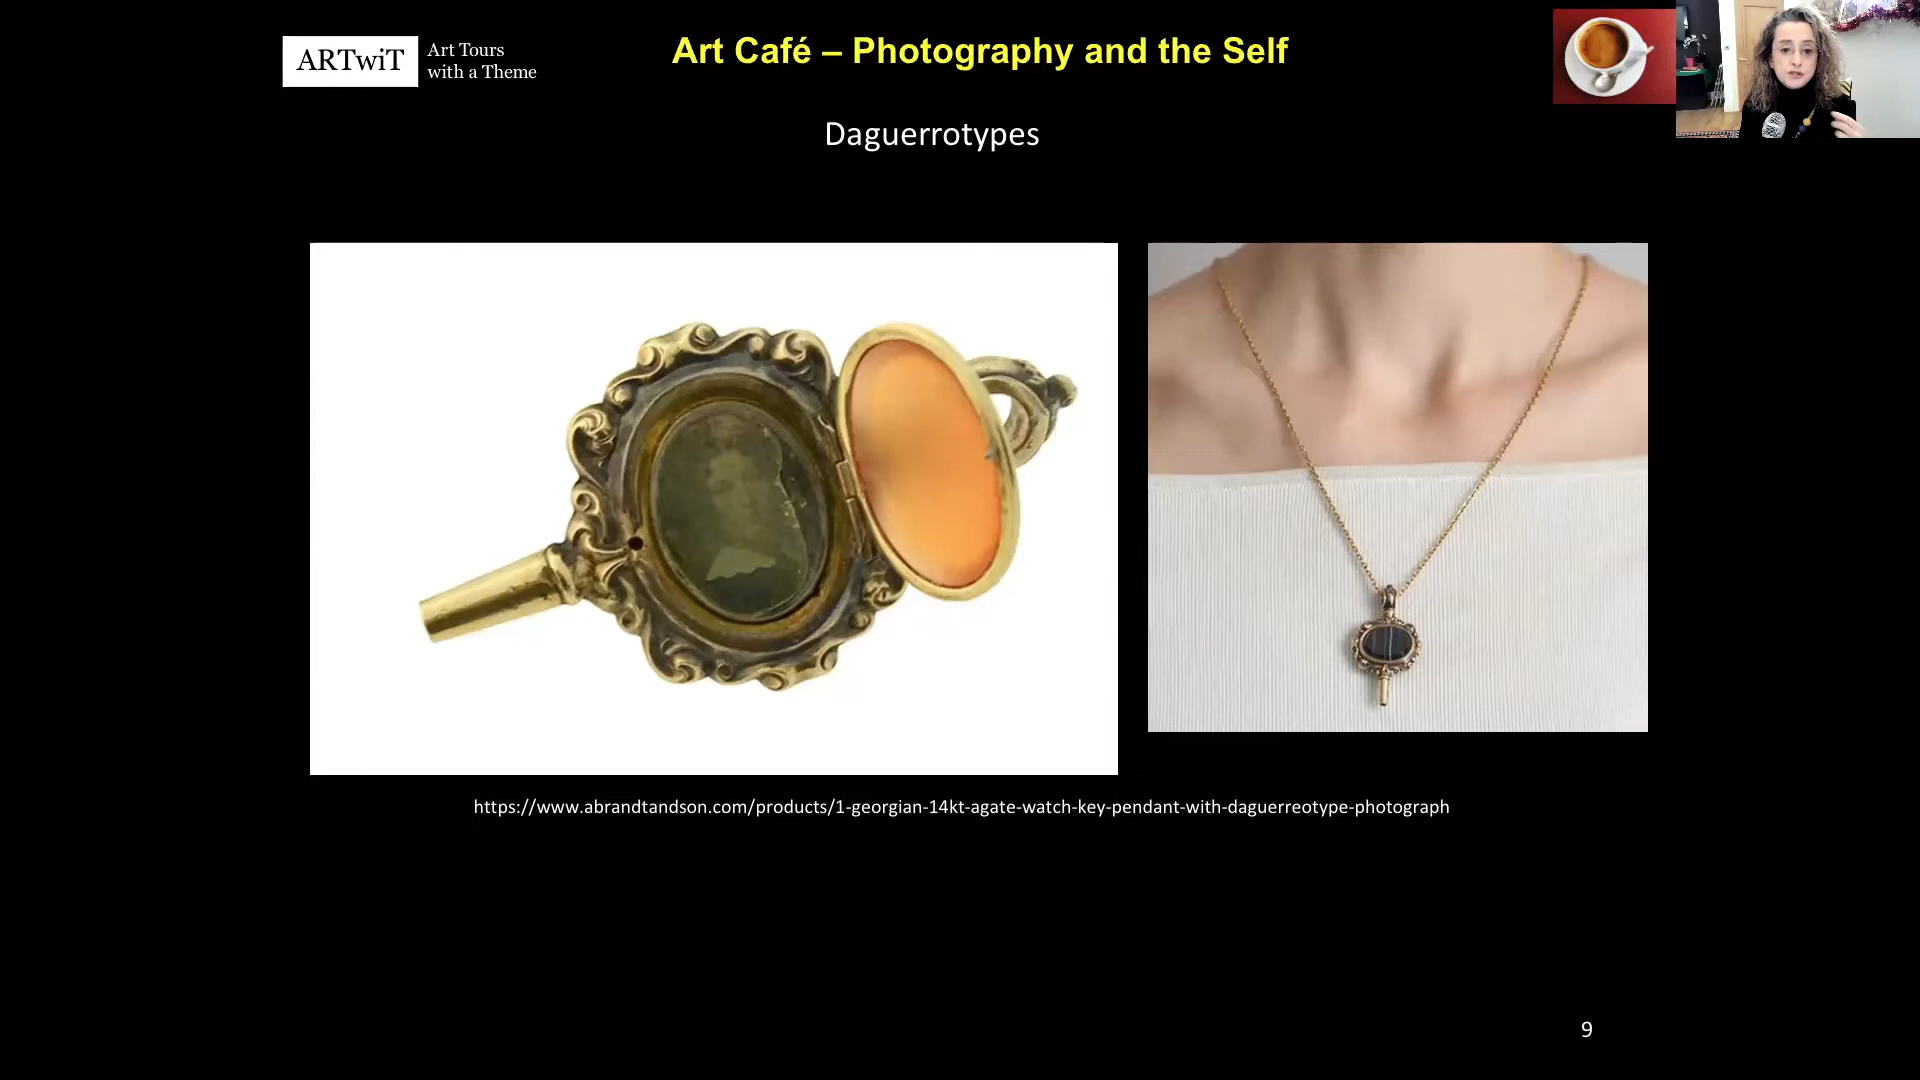 ARTwiT
Art Tours
with a Theme
Art Café – Photography and the Self
Daguerrotypes
https://www.abrandtandson.com/products/1-georgian-14kt-agate-watch-key-pendant-with-daguerreotype-photograph
9